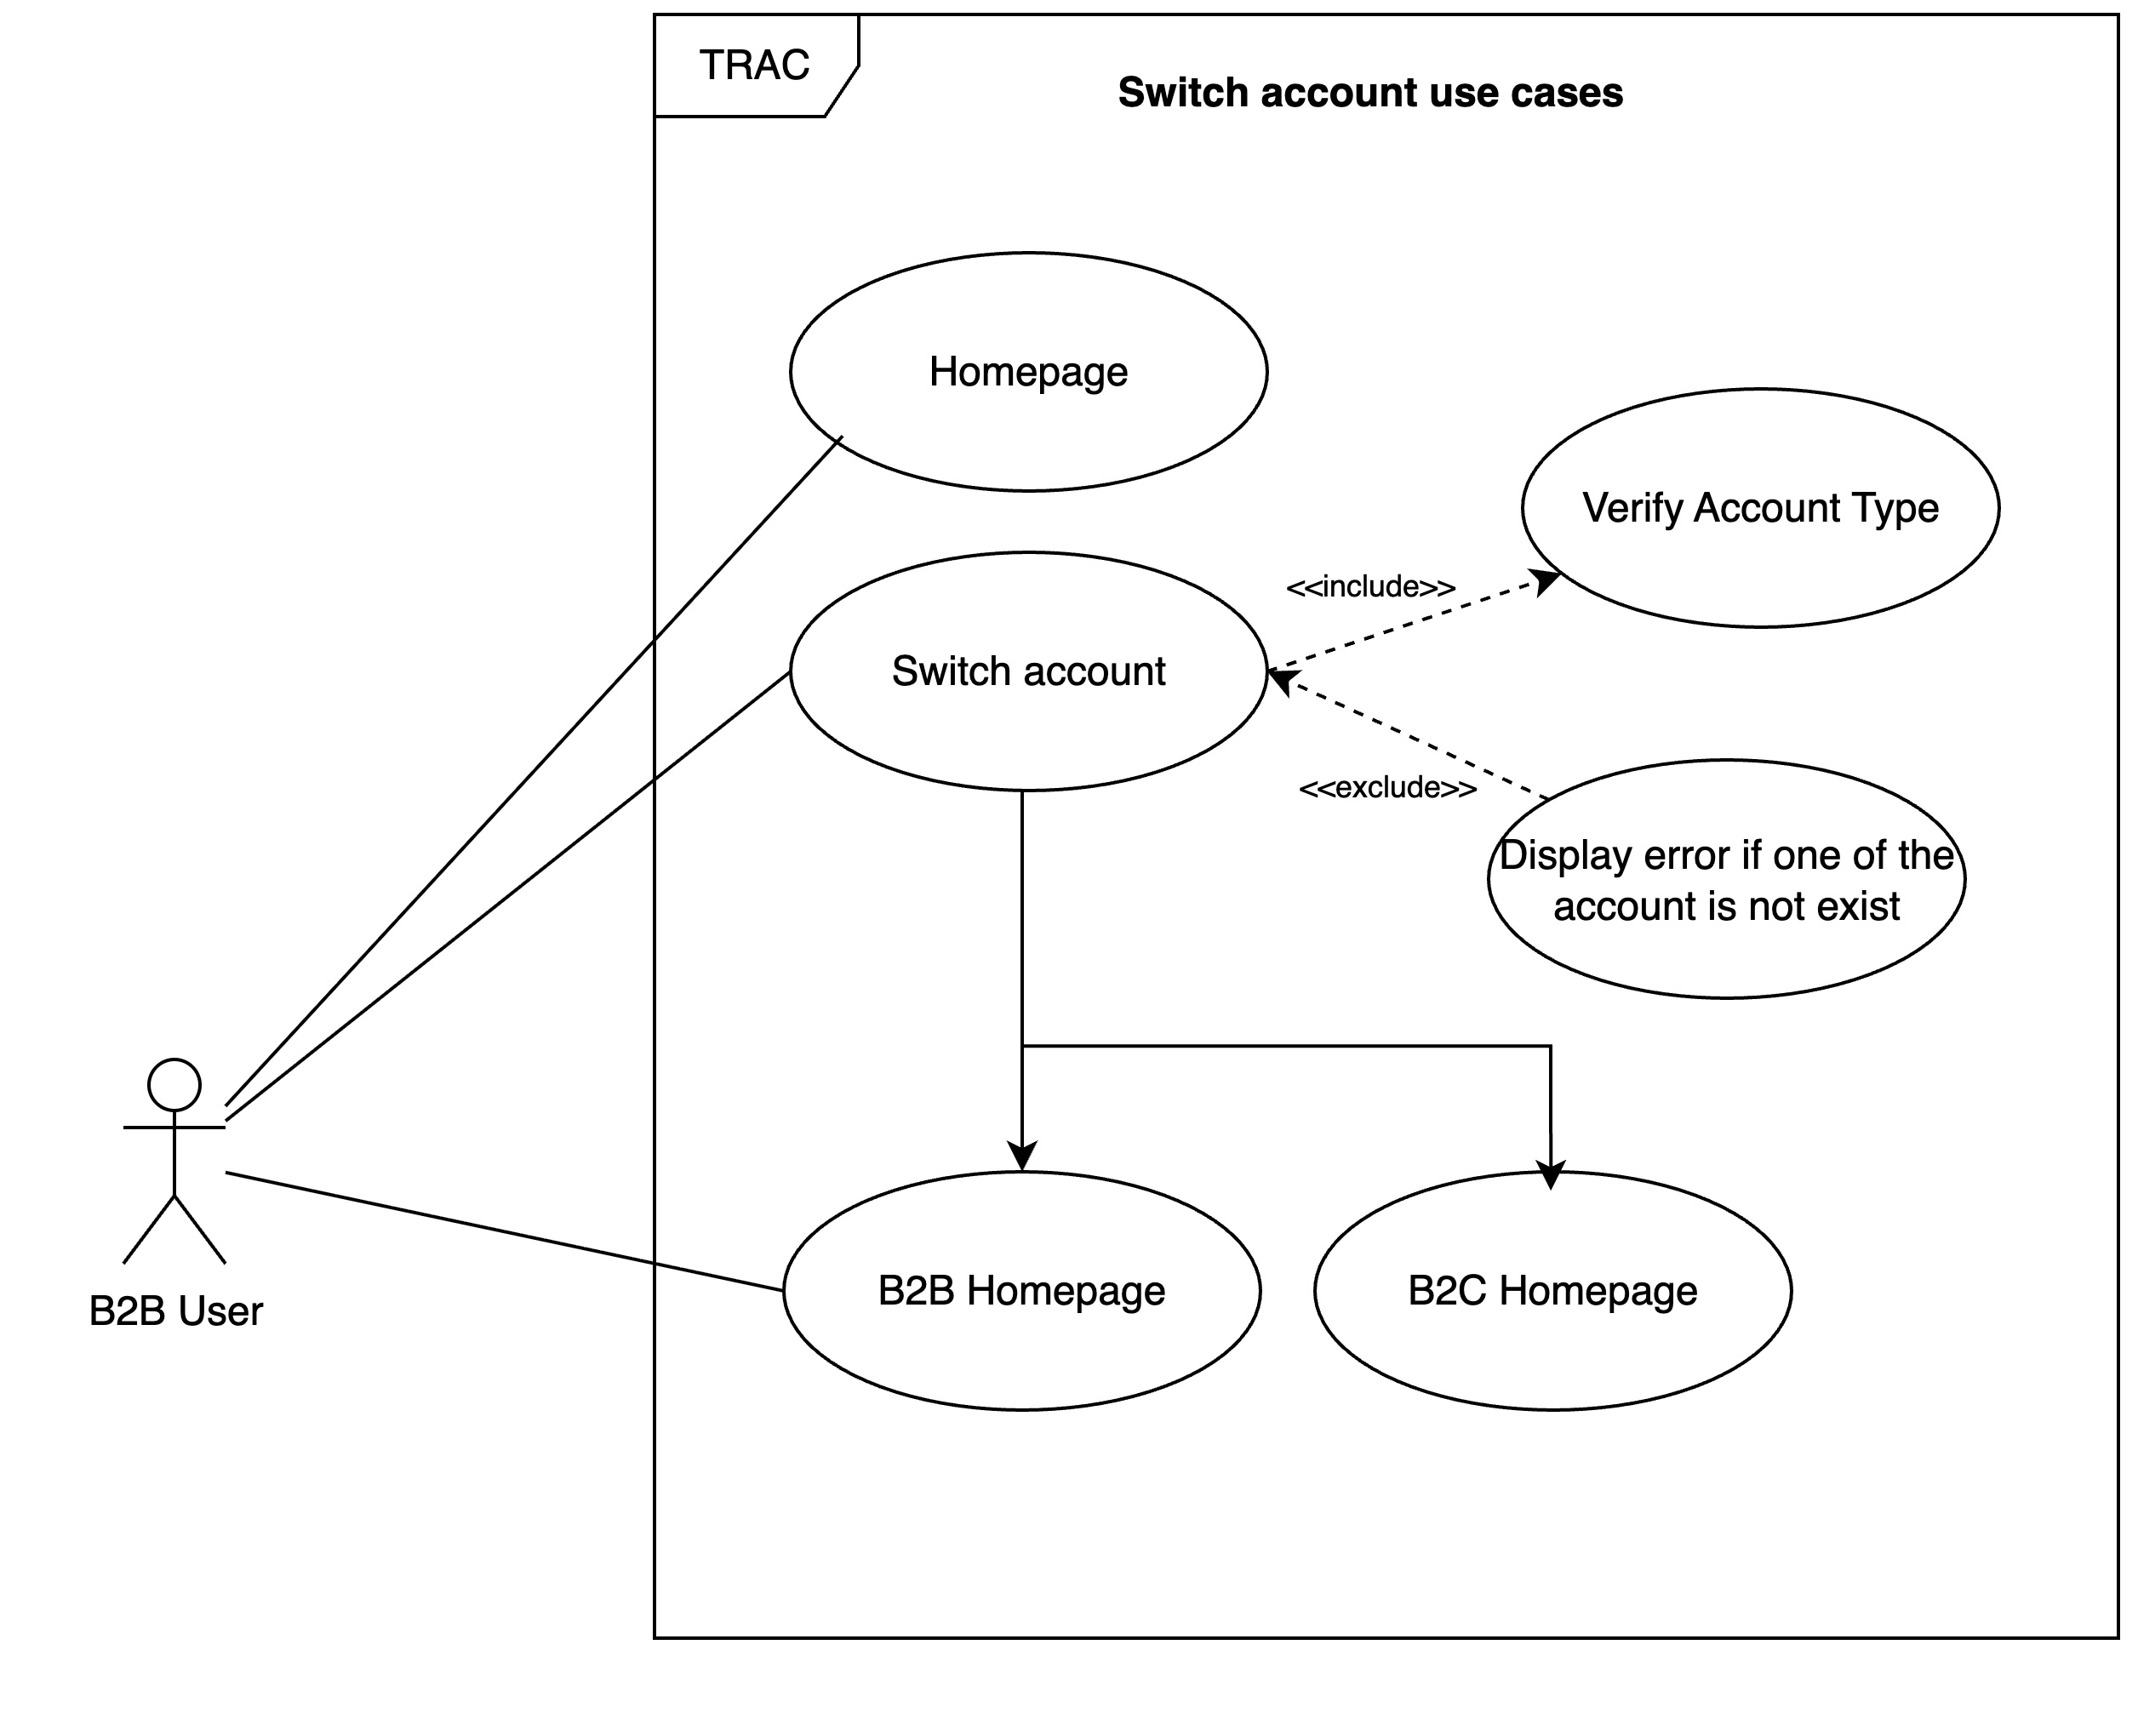 TRAC
Switch account use cases
Homepage
Verify Account Type
<<include>>
Switch account
<<exclude>>
Display error if one of the
account is not exist
B2B User
B2B Homepage
B2C Homepage